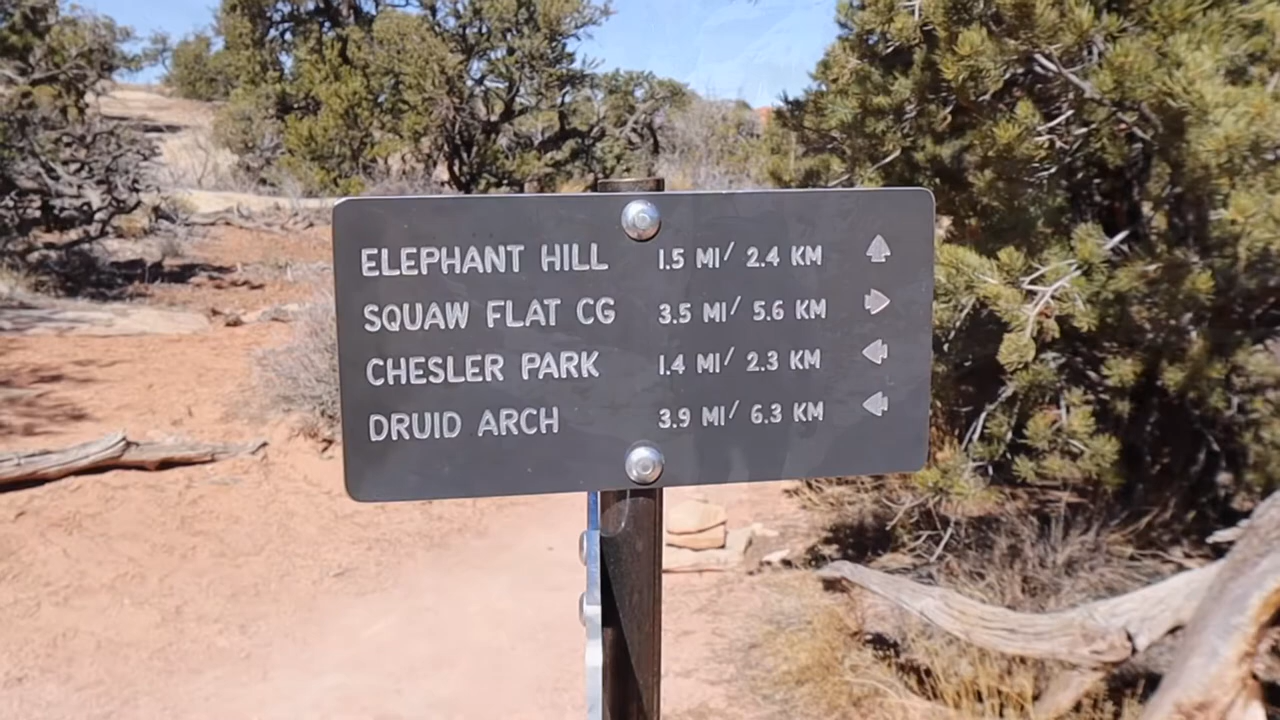 ELEPHANT HILL 1.5 MI/ 2.4 KM
SQUAW FLAT CG 3.5 MI/ 5.6 KM
CHESLER PARK 1.4 MI/ 2.3 KM
DRUID ARCH 3.9 MI/ 6.3 KM